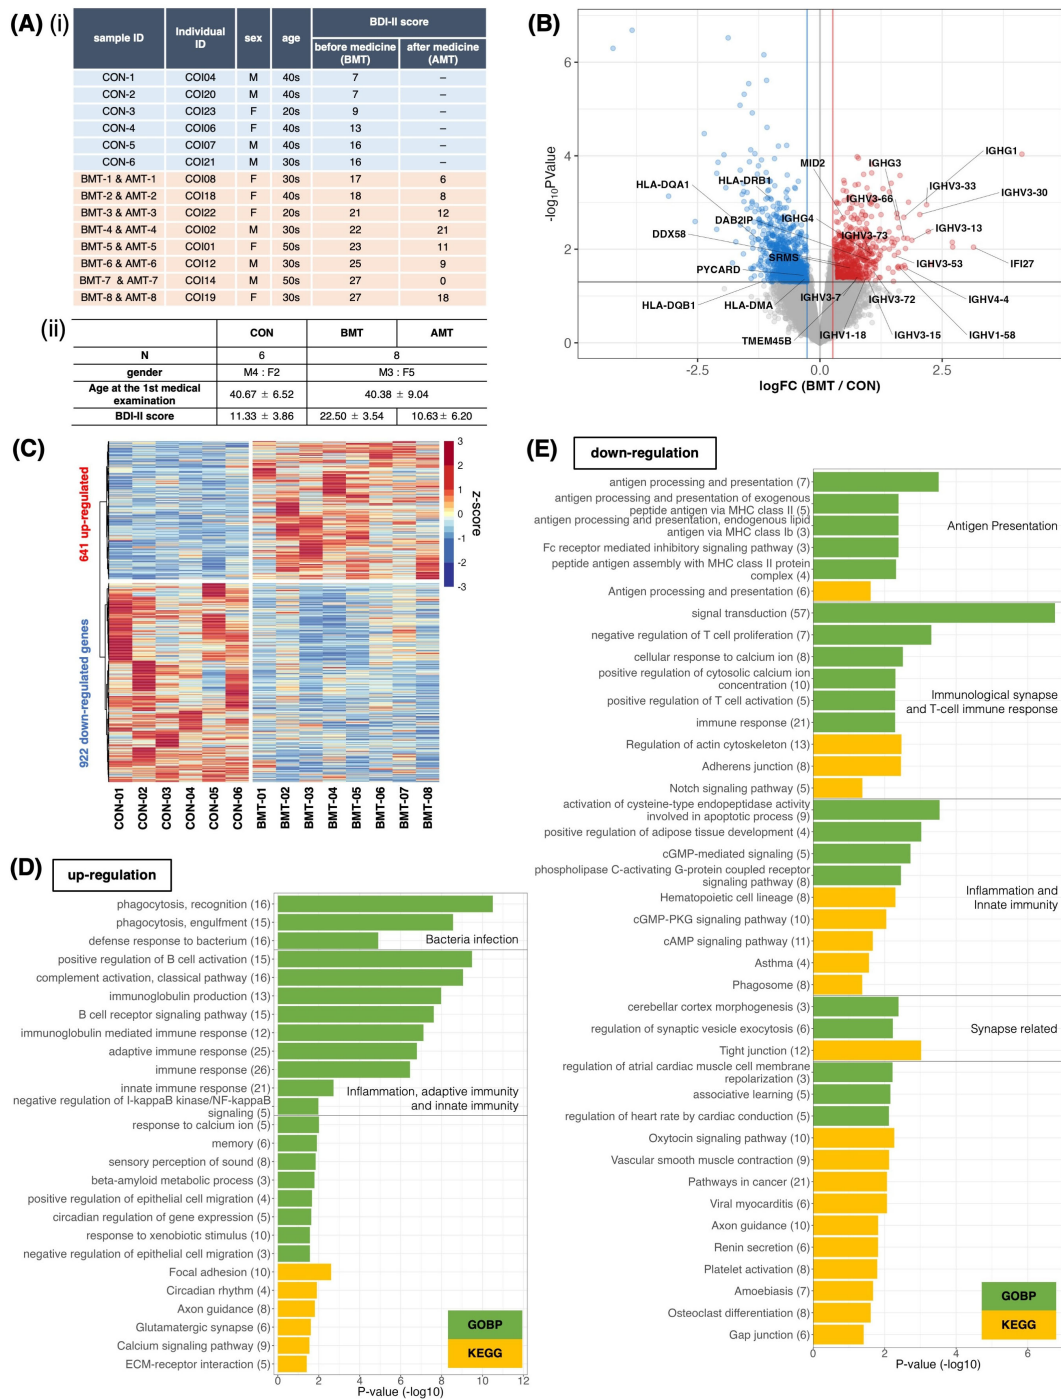 (A) (i)
sample ID Individual ID sex age BDI-II score
before medicine (BMT) after medicine (AMT)
CON-1 COI04 M 40s 7 –
CON-2 COI20 M 40s 7 –
CON-3 COI23 F 20s 9 –
CON-4 COI06 F 40s 13 –
CON-5 COI07 M 40s 16 –
CON-6 COI21 M 30s 16 –
BMT-1 & AMT-1 COI08 F 30s 17 6
BMT-2 & AMT-2 COI18 F 40s 18 8
BMT-3 & AMT-3 COI22 F 20s 21 12
BMT-4 & AMT-4 COI02 M 30s 22 21
BMT-5 & AMT-5 COI01 F 50s 23 11
BMT-6 & AMT-6 COI12 M 30s 25 9
BMT-7 & AMT-7 COI14 M 50s 27 0
BMT-8 & AMT-8 COI19 F 30s 27 18
(ii)
CON BMT AMT
N 6 8
gender M4 : F2 M3 : F5
Age at the 1st medical examination 40.67 ± 6.52 40.38 ± 9.04
BDI-II score 11.33 ± 3.86 22.50 ± 3.54 10.63± 6.20
(B)
-log10PValue
6
4
2
0
MID2
IGHG3
IGHG1
HLA-DRB1
HLA-DQA1
IGHV3-33
IGHV3-30
IGHV3-66
DAB2IP
IGHG4
IGHV3-13
DDX58
IGHV3-73
SRMS
IGHV3-53
IFI27
PYCARD
HLA-DQB1
HLA-DMA
IGHV3-7
IGHV3-72
IGHV4-4
TMEM45B
IGHV1-18
IGHV3-15
IGHV1-58
-2.5 0.0 2.5
logFC (BMT / CON)
(C)
641 up-regulated
922 down-regulated genes
3
2
1
0
-1
-2
-3
z-score
CON-01
CON-02
CON-03
CON-04
CON-05
CON-06
BMT-01
BMT-02
BMT-03
BMT-04
BMT-05
BMT-06
BMT-07
BMT-08
(D)
up-regulation
phagocytosis, recognition (16)
phagocytosis, engulfment (15)
defense response to bacterium (16)
Bacteria infection
positive regulation of B cell activation (15)
complement activation, classical pathway (16)
immunoglobulin production (13)
B cell receptor signaling pathway (15)
immunoglobulin mediated immune response (12)
adaptive immune response (25)
immune response (26)
innate immune response (21)
negative regulation of I-kappaB kinase/NF-kappaB
signaling (5)
Inflammation, adaptive immunity
and innate immunity
response to calcium ion (5)
memory (6)
sensory perception of sound (8)
beta-amyloid metabolic process (3)
positive regulation of epithelial cell migration (4)
circadian regulation of gene expression (5)
response to xenobiotic stimulus (10)
negative regulation of epithelial cell migration (3)
Focal adhesion (10)
Circadian rhythm (4)
Axon guidance (8)
Glutamatergic synapse (6)
Calcium signaling pathway (9)
ECM-receptor interaction (5)
GOBP
KEGG
0 2 4 6 8 10 12
P-value (-log10)
(E)
down-regulation
antigen processing and presentation (7)
antigen processing and presentation of exogenous
peptide antigen via MHC class II (5)
antigen processing and presentation, endogenous lipid
antigen via MHC class Ib (3)
Fc receptor mediated inhibitory signaling pathway (3)
peptide antigen assembly with MHC class II protein
complex (4)
Antigen processing and presentation (6)
Antigen Presentation
signal transduction (57)
negative regulation of T cell proliferation (7)
cellular response to calcium ion (8)
positive regulation of cytosolic calcium ion
concentration (10)
positive regulation of T cell activation (5)
immune response (21)
Regulation of actin cytoskeleton (13)
Adherens junction (8)
Notch signaling pathway (5)
Immunological synapse
and T-cell immune response
activation of cysteine-type endopeptidase activity
involved in apoptotic process (9)
positive regulation of adipose tissue development (4)
cGMP-mediated signaling (5)
phospholipase C-activating G-protein coupled receptor
signaling pathway (8)
Hematopoietic cell lineage (8)
cGMP-PKG signaling pathway (10)
cAMP signaling pathway (11)
Asthma (4)
Phagosome (8)
Inflammation and
Innate immunity
cerebellar cortex morphogenesis (3)
regulation of synaptic vesicle exocytosis (6)
Tight junction (12)
Synapse related
regulation of atrial cardiac muscle cell membrane
repolarization (3)
associative learning (5)
regulation of heart rate by cardiac conduction (5)
Oxytocin signaling pathway (10)
Vascular smooth muscle contraction (9)
Pathways in cancer (21)
Viral myocarditis (6)
Axon guidance (10)
Renin secretion (6)
Platelet activation (8)
Amoebiasis (7)
Osteoclast differentiation (8)
Gap junction (6)
GOBP
KEGG
0 2 4 6
P-value (-log10)